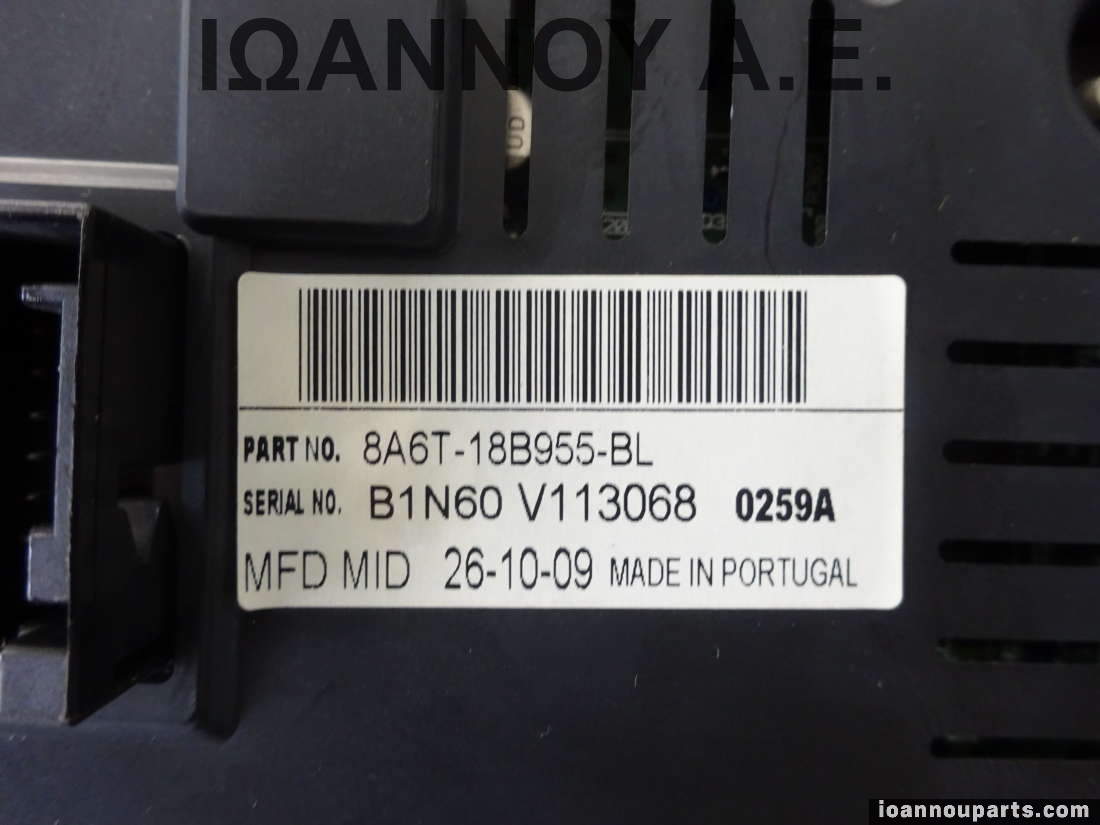 ΙΩΑΝΝΟΥ Α.Ε.
PART NO. 8A6T-18B955-BL
SERIAL NO. B1N60 V113068 0259A
MFD MID 26-10-09 MADE IN PORTUGAL
ioannouparts.com